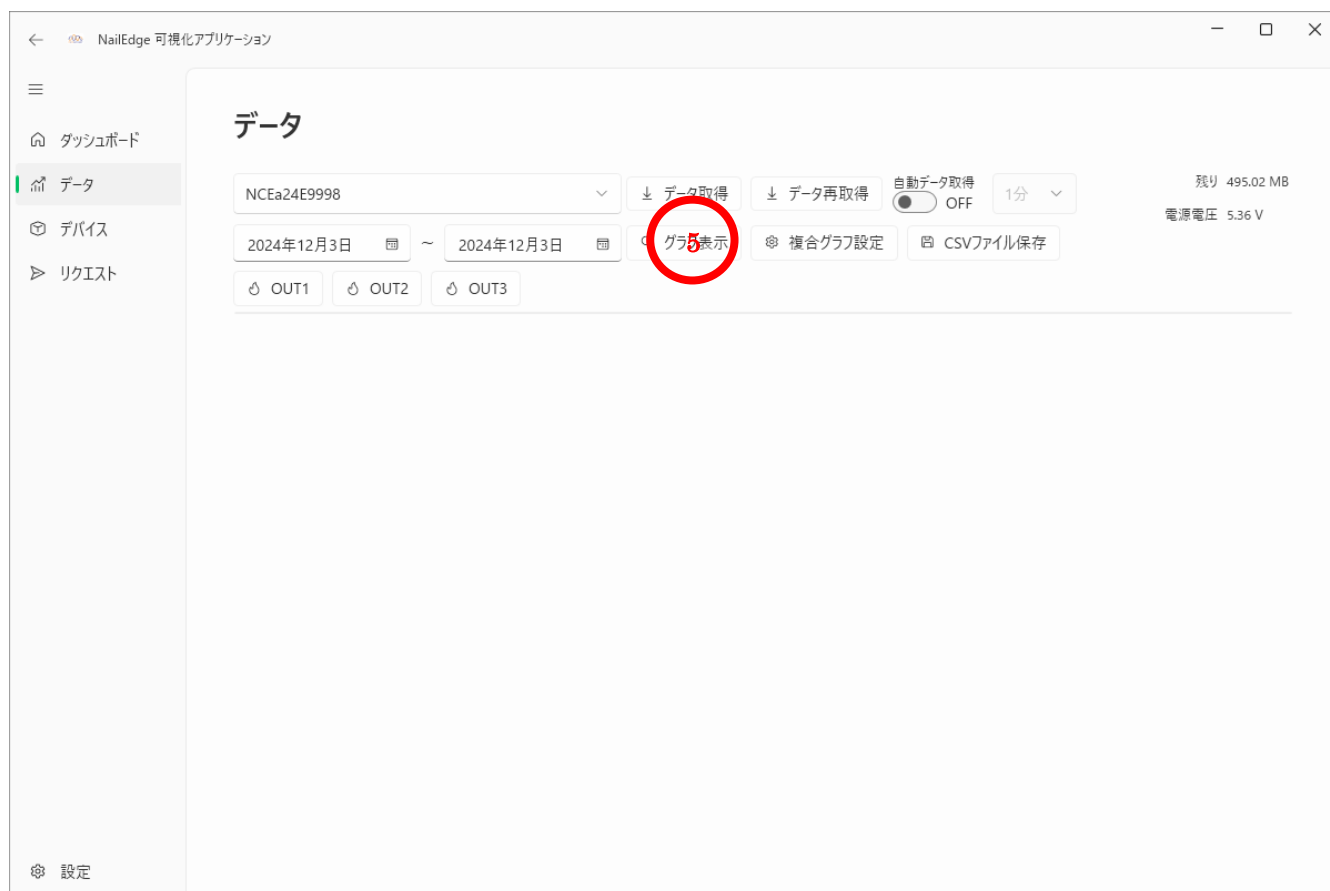 NailEdge 可視化アプリケーション
データ
ダッシュボード
データ
デバイス
リクエスト
設定
NCEa24E9998
データ取得
データ再取得
自動データ取得
OFF
1分
残り 495.02 MB
電源電圧 5.36 V
2024年12月3日 ~ 2024年12月3日
グラフ表示
5
複合グラフ設定
CSVファイル保存
OUT1
OUT2
OUT3